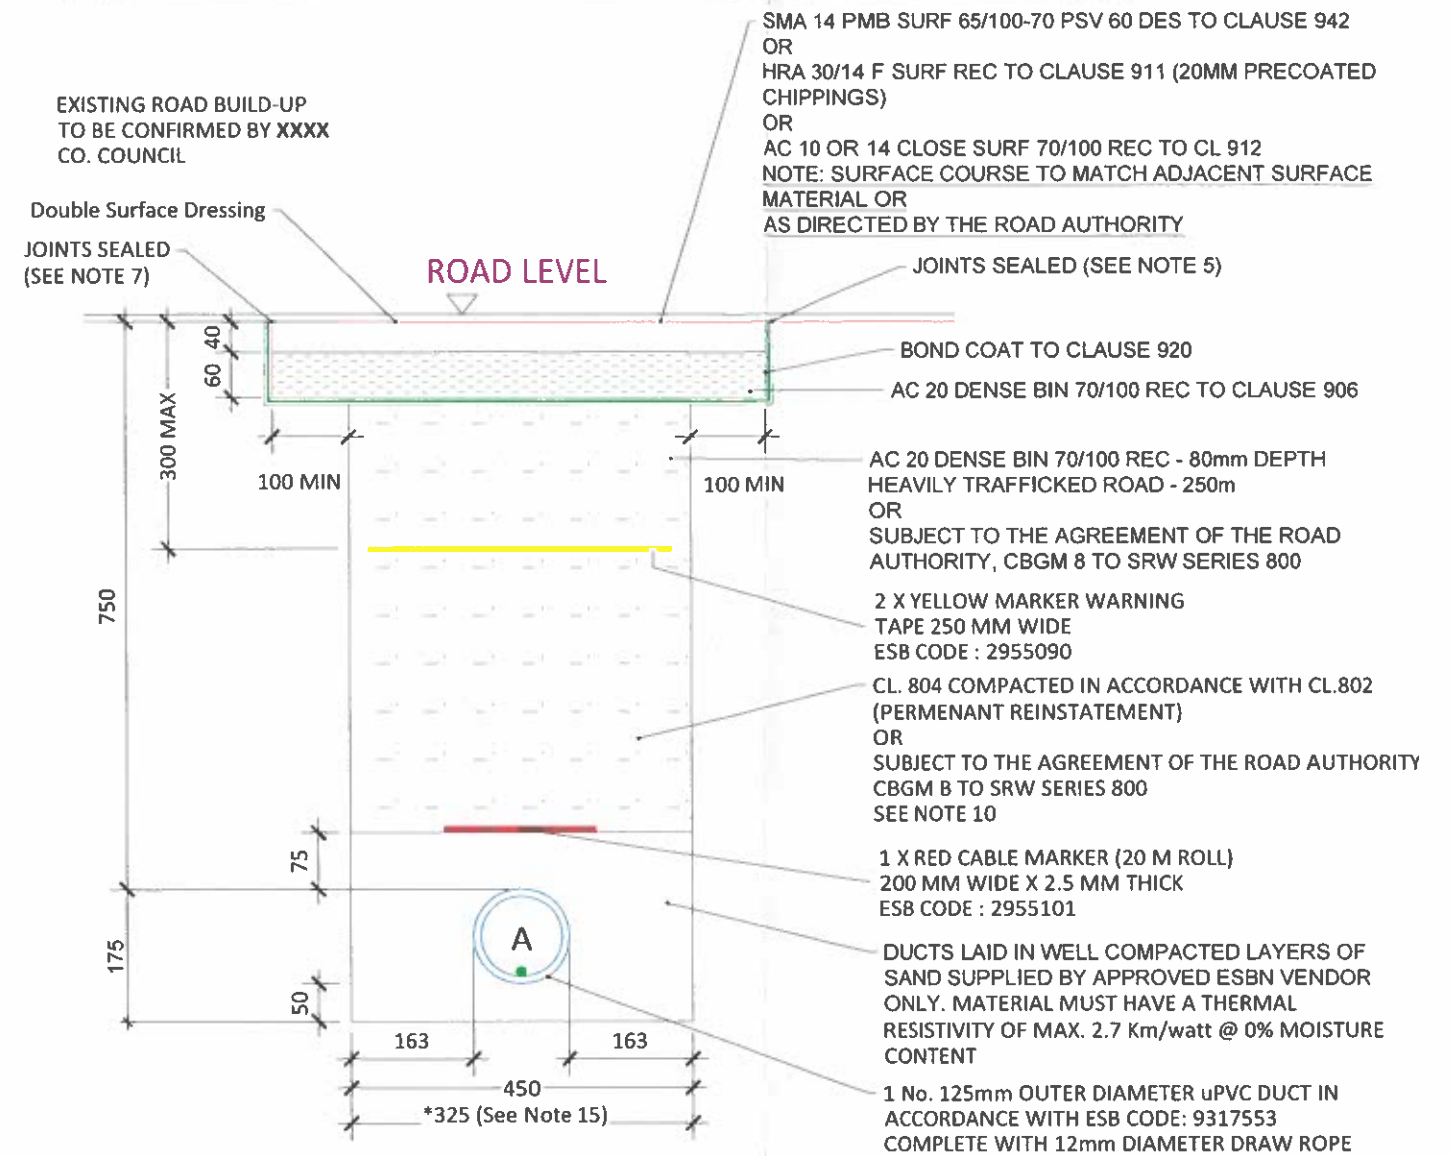 SMA 14 PMB SURF 65/100-70 PSV 60 DES TO CLAUSE 942
OR
HRA 30/14 F SURF REC TO CLAUSE 911 (20MM PRECOATED
CHIPPINGS)
OR
AC 10 OR 14 CLOSE SURF 70/100 REC TO CL 912
NOTE: SURFACE COURSE TO MATCH ADJACENT SURFACE
MATERIAL OR
AS DIRECTED BY THE ROAD AUTHORITY
EXISTING ROAD BUILD-UP
TO BE CONFIRMED BY XXXX
CO. COUNCIL
Double Surface Dressing
JOINTS SEALED
(SEE NOTE 7)
ROAD LEVEL
JOINTS SEALED (SEE NOTE 5)
40
60
BOND COAT TO CLAUSE 920
AC 20 DENSE BIN 70/100 REC TO CLAUSE 906
300 MAX
100 MIN
100 MIN
AC 20 DENSE BIN 70/100 REC - 80mm DEPTH
HEAVILY TRAFFICKED ROAD - 250m
OR
SUBJECT TO THE AGREEMENT OF THE ROAD
AUTHORITY, CBGM 8 TO SRW SERIES 800
750
2 X YELLOW MARKER WARNING
TAPE 250 MM WIDE
ESB CODE : 2955090
CL. 804 COMPACTED IN ACCORDANCE WITH CL.802
(PERMENANT REINSTATEMENT)
OR
SUBJECT TO THE AGREEMENT OF THE ROAD AUTHORITY
CBGM B TO SRW SERIES 800
SEE NOTE 10
75
1 X RED CABLE MARKER (20 M ROLL)
200 MM WIDE X 2.5 MM THICK
ESB CODE : 2955101
A
175
50
DUCTS LAID IN WELL COMPACTED LAYERS OF
SAND SUPPLIED BY APPROVED ESBN VENDOR
ONLY. MATERIAL MUST HAVE A THERMAL
RESISTIVITY OF MAX. 2.7 Km/watt @ 0% MOISTURE
CONTENT
163
163
450
*325 (See Note 15)
1 No. 125mm OUTER DIAMETER uPVC DUCT IN
ACCORDANCE WITH ESB CODE: 9317553
COMPLETE WITH 12mm DIAMETER DRAW ROPE